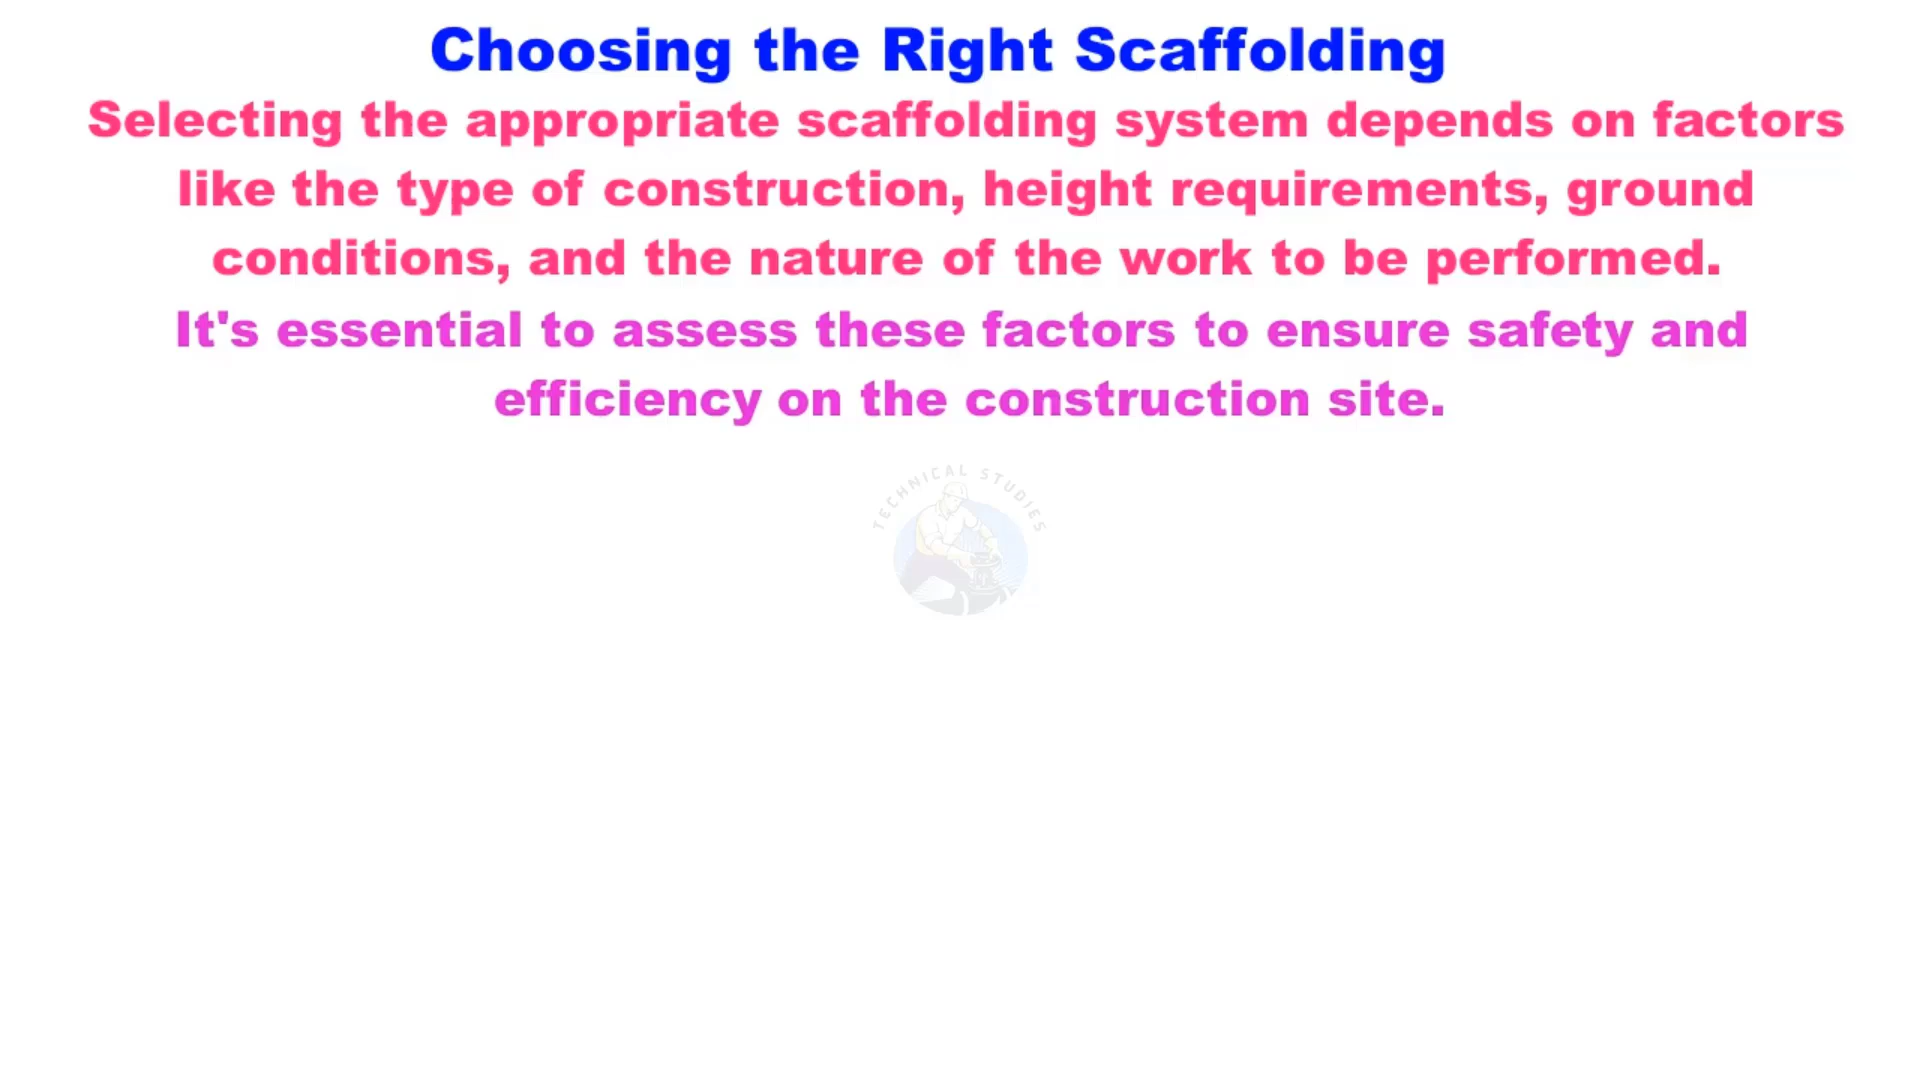 Choosing the Right Scaffolding
Selecting the appropriate scaffolding system depends on factors
like the type of construction, height requirements, ground
conditions, and the nature of the work to be performed.
It's essential to assess these factors to ensure safety and
efficiency on the construction site.
TECHNICAL STUDIES